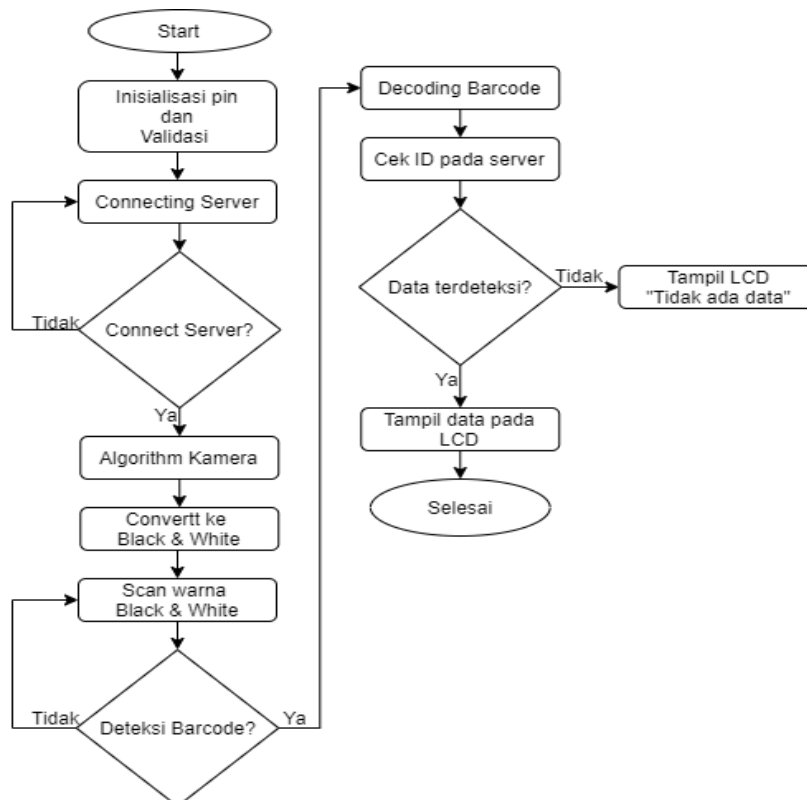 Start
Inisialisasi pin
dan
Validasi
Connecting Server
Connect Server?
Tidak
Ya
Algorithm Kamera
Convertt ke
Black & White
Scan warna
Black & White
Deteksi Barcode?
Tidak
Ya
Decoding Barcode
Cek ID pada server
Data terdeteksi?
Tidak
Tampil LCD
"Tidak ada data"
Ya
Tampil data pada
LCD
Selesai